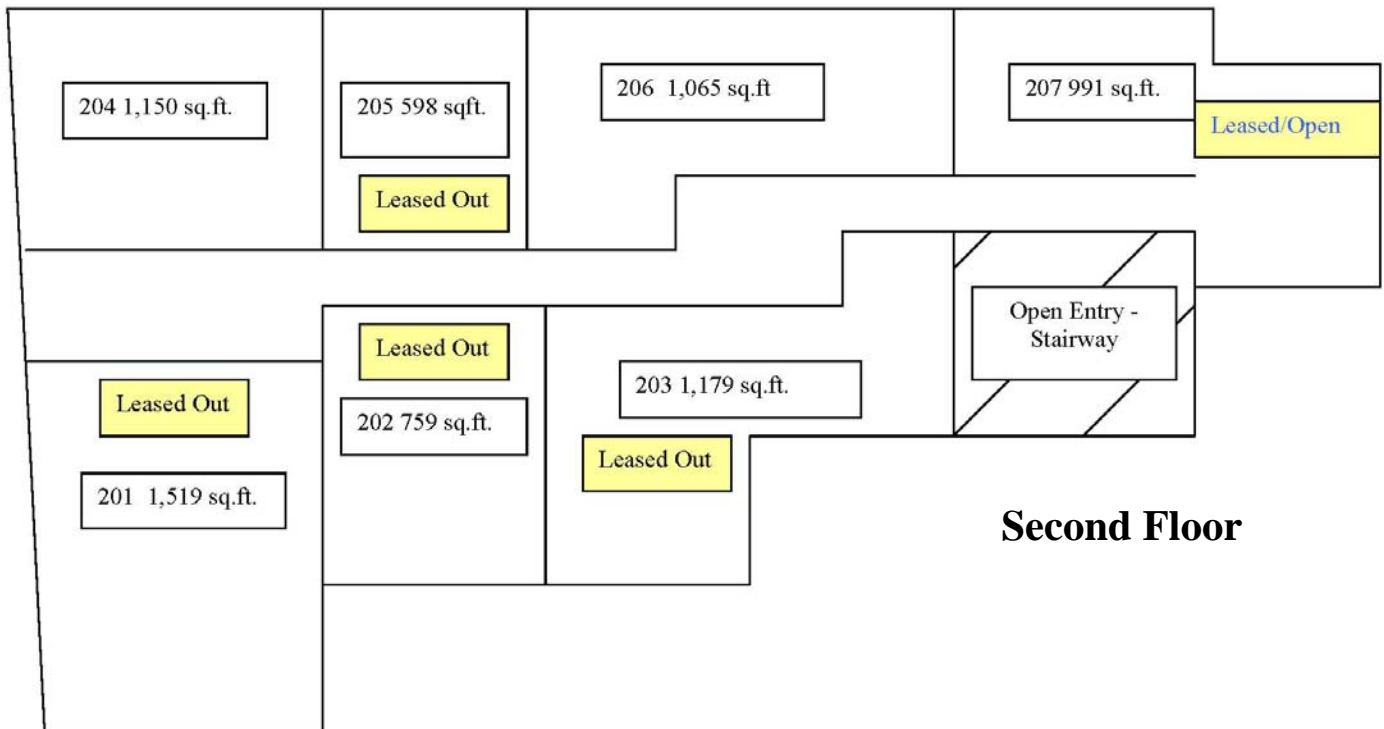 204 1,150 sq.ft.
205 598 sqft.
206 1,065 sq.ft
207 991 sq.ft.
Leased/Open
Leased Out
Open Entry -
Stairway
Leased Out
202 759 sq.ft.
203 1,179 sq.ft.
Leased Out
Leased Out
201 1,519 sq.ft.
Second Floor